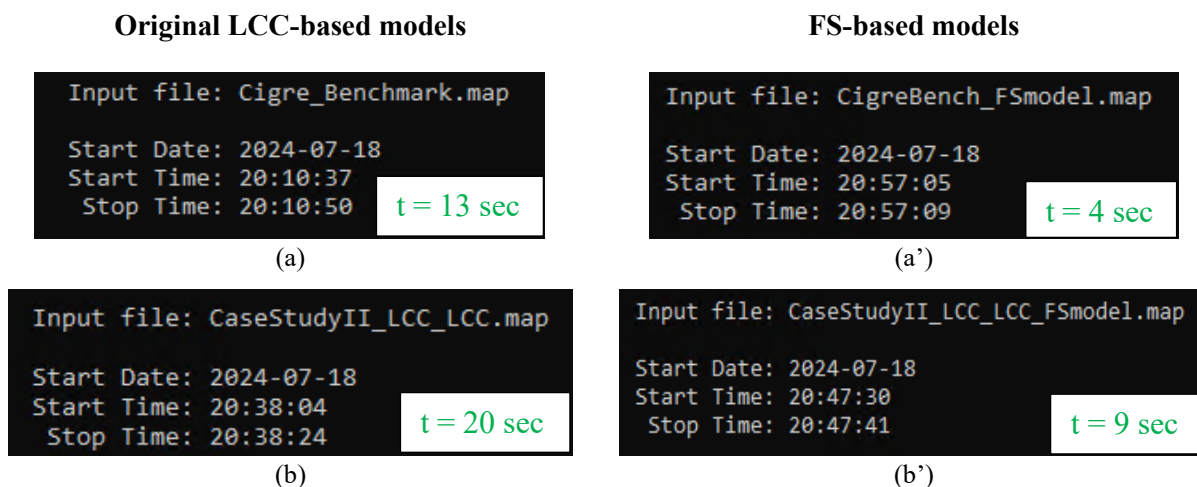 Original LCC-based models
FS-based models
Input file: Cigre_Benchmark.map
Start Date: 2024-07-18
Start Time: 20:10:37
Stop Time: 20:10:50
t = 13 sec
(a)
Input file: CigreBench_FSmodel.map
Start Date: 2024-07-18
Start Time: 20:57:05
Stop Time: 20:57:09
t = 4 sec
(a’)
Input file: CaseStudyII_LCC_LCC.map
Start Date: 2024-07-18
Start Time: 20:38:04
Stop Time: 20:38:24
t = 20 sec
(b)
Input file: CaseStudyII_LCC_LCC_FSmodel.map
Start Date: 2024-07-18
Start Time: 20:47:30
Stop Time: 20:47:41
t = 9 sec
(b’)